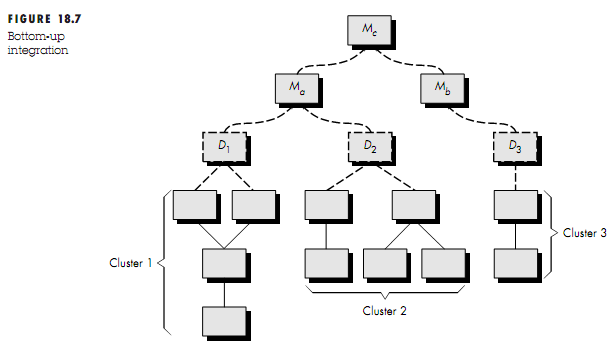 FIGURE 18.7
Bottom-up
integration
Mc
Ma
Mb
D1
D2
D3
Cluster 1
Cluster 2
Cluster 3